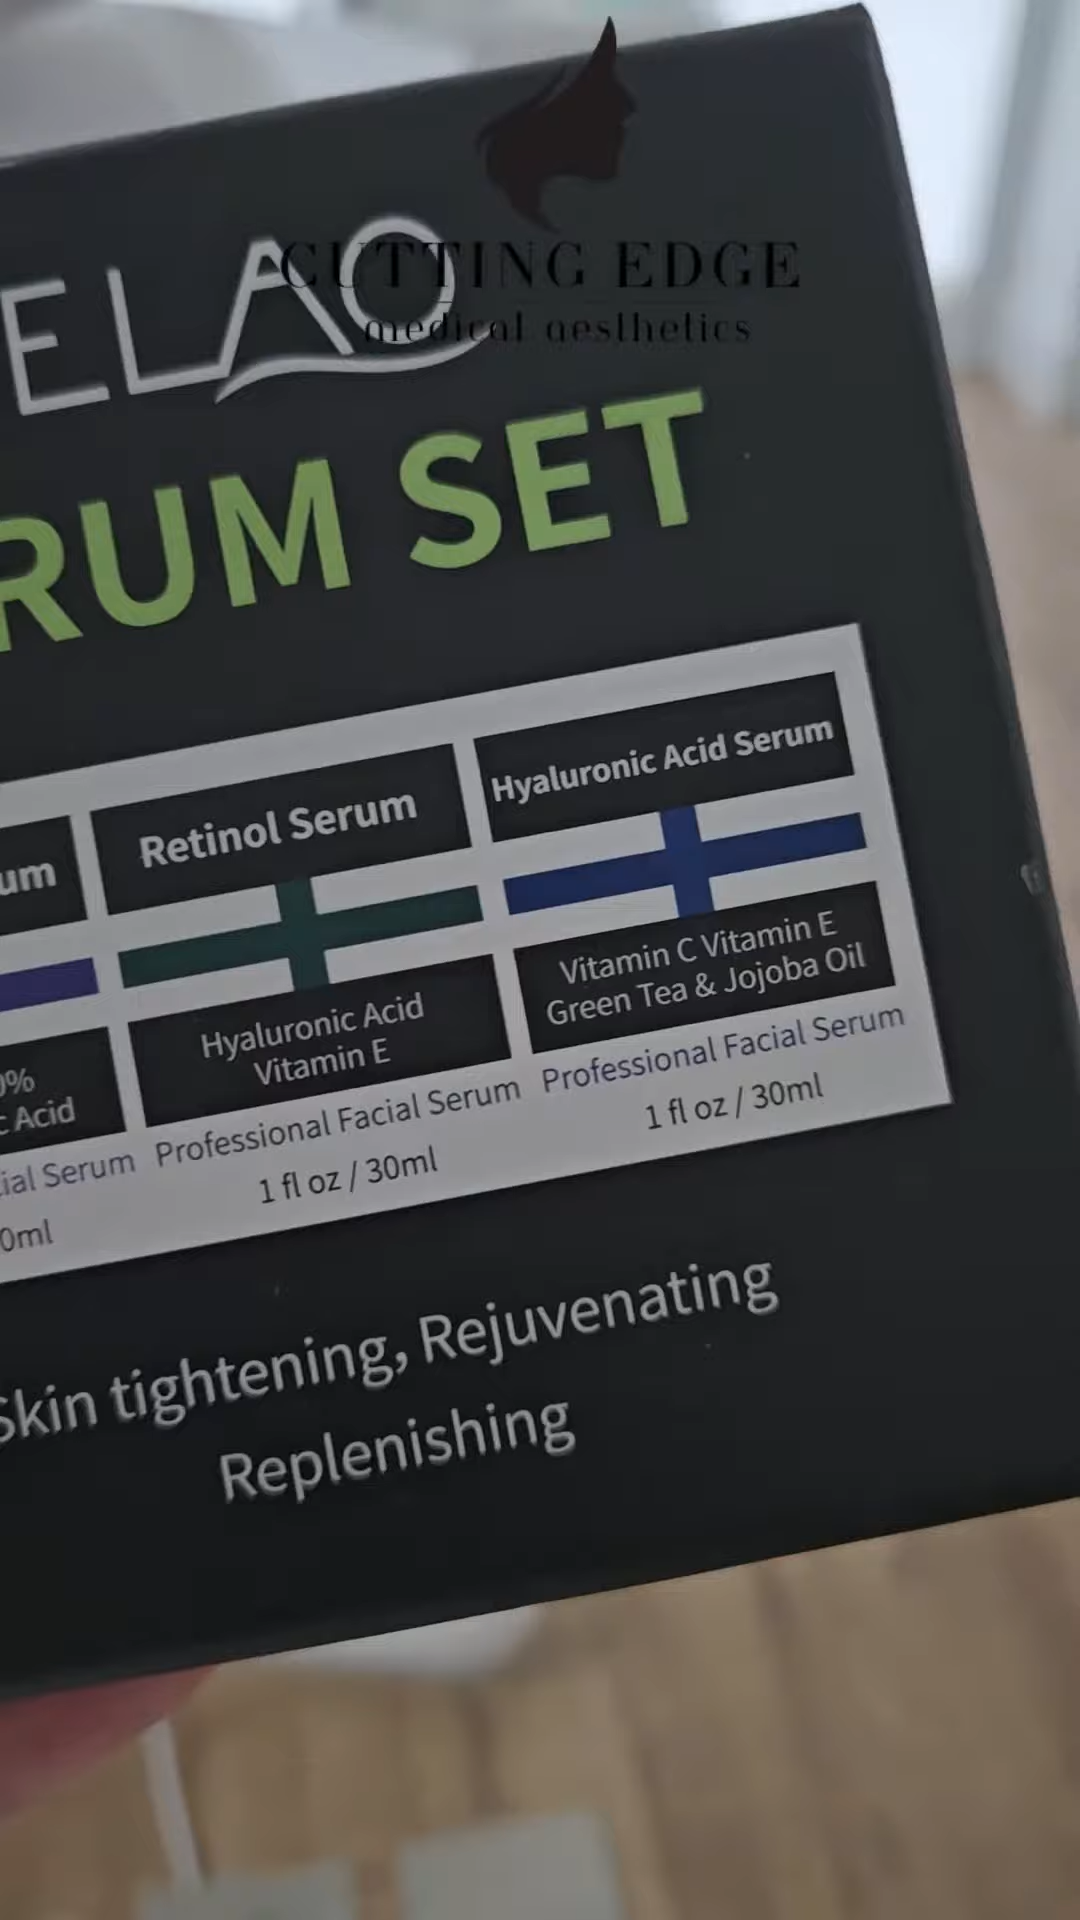 CUTTING EDGE
medical aesthetics
ELAO
RUM SET
um
Retinol Serum
Hyaluronic Acid Serum
0%
c Acid
Hyaluronic Acid
Vitamin E
Vitamin C Vitamin E
Green Tea & Jojoba Oil
ial Serum
Professional Facial Serum
Professional Facial Serum
0ml
1 fl oz / 30ml
1 fl oz / 30ml
Skin tightening, Rejuvenating
Replenishing